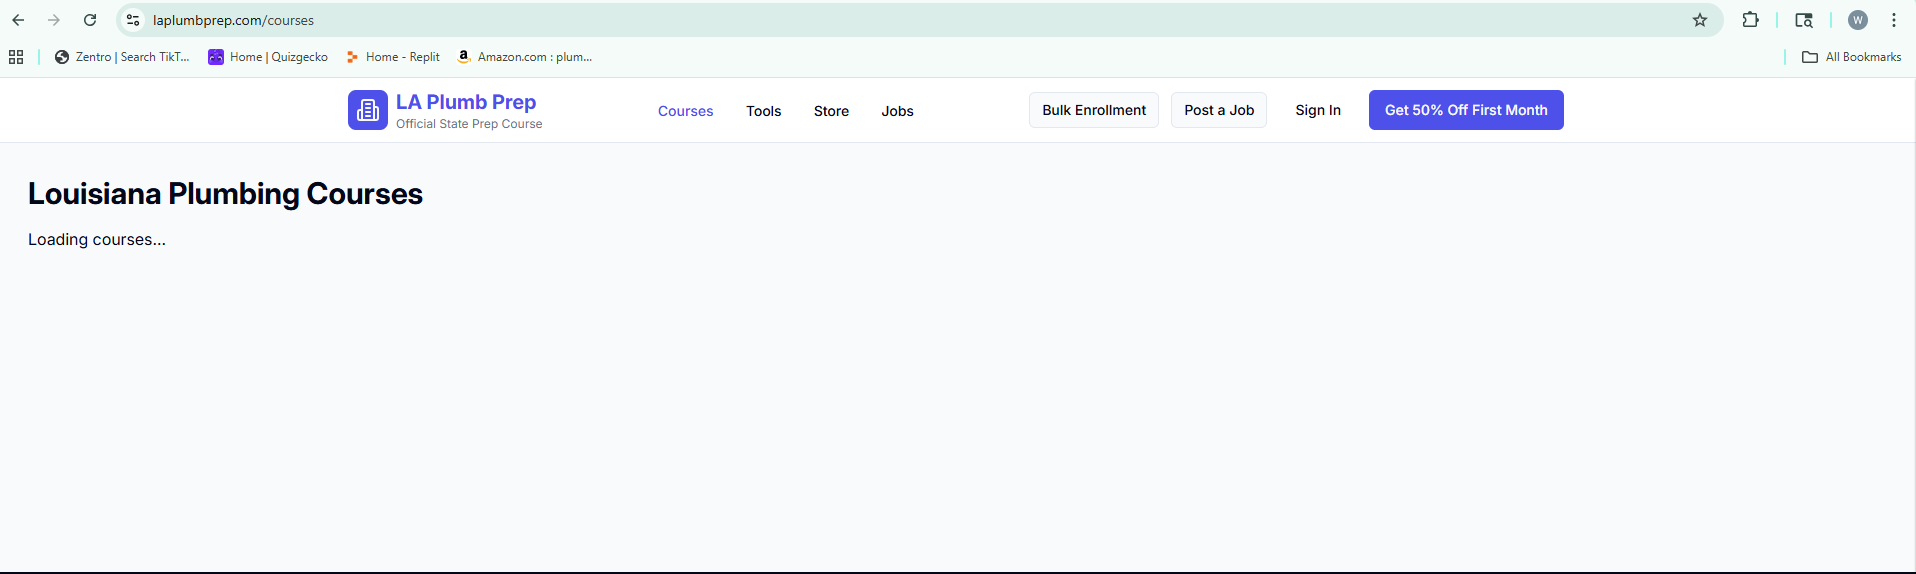 laplumbprep.com/courses
W
Zentro | Search TikT...
Home | Quizgecko
Home - Replit
a
Amazon.com : plum...
All Bookmarks
LA Plumb Prep
Official State Prep Course
Courses
Tools
Store
Jobs
Bulk Enrollment
Post a Job
Sign In
Get 50% Off First Month
Louisiana Plumbing Courses
Loading courses...